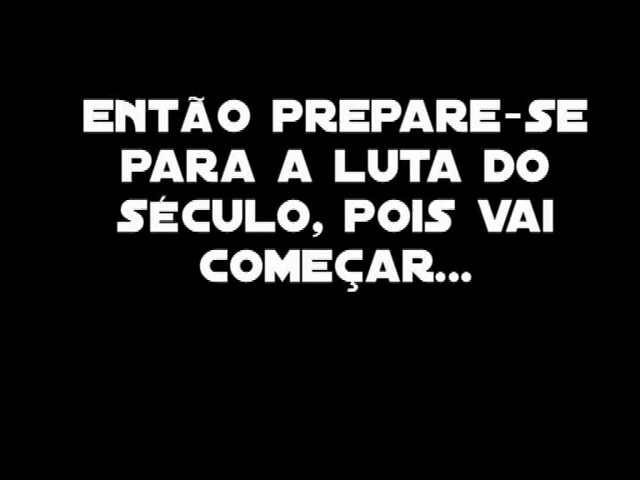 ENTÃO PREPARE-SE
PARA A LUTA DO
SÉCULO, POIS VAI
COMEÇAR...